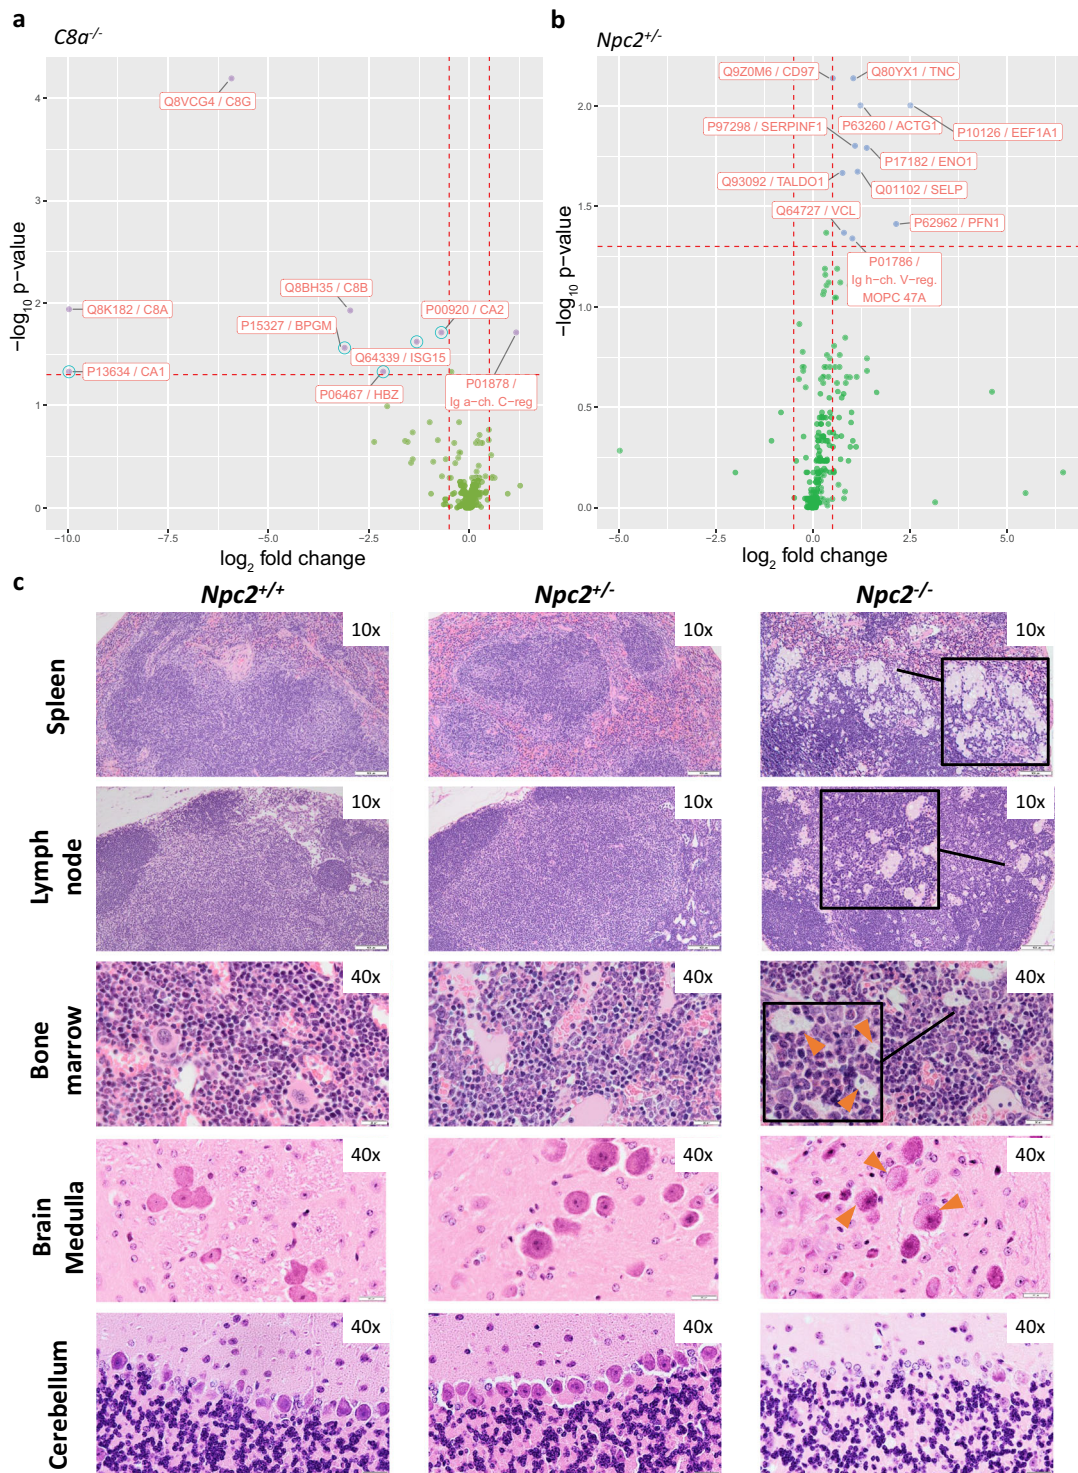 a
C8a-/-
Q8VCG4 / C8G
Q8BH35 / C8B
Q8K182 / C8A
P00920 / CA2
P15327 / BPGM
Q64339 / ISG15
P13634 / CA1
P06467 / HBZ
P01878 /
Ig a−ch. C−reg
4
3
2
1
0
−log10 p−value
−10.0
−7.5
−5.0
−2.5
0.0
log2 fold change
b
Npc2+/-
Q9Z0M6 / CD97
Q80YX1 / TNC
P97298 / SERPINF1
P63260 / ACTG1
P10126 / EEF1A1
P17182 / ENO1
Q93092 / TALDO1
Q01102 / SELP
Q64727 / VCL
P62962 / PFN1
P01786 /
Ig h−ch. V−reg.
MOPC 47A
2.0
1.5
1.0
0.5
0.0
−log10 p−value
−5.0
−2.5
0.0
2.5
5.0
log2 fold change
c
Npc2+/+
Npc2+/-
Npc2-/-
Spleen
10x
10x
10x
Lymph
node
10x
10x
10x
Bone
marrow
40x
40x
40x
Brain
Medulla
40x
40x
40x
Cerebellum
40x
40x
40x